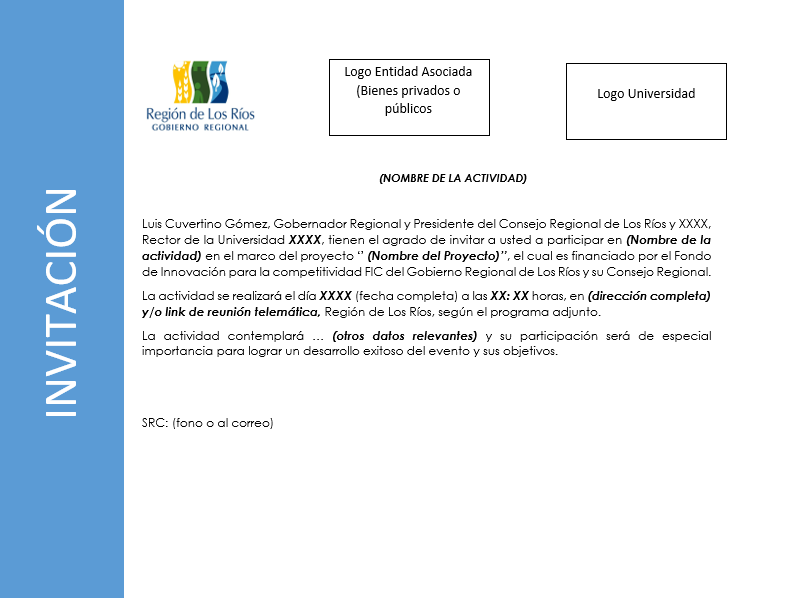 INVITACIÓN
Región de Los Ríos
GOBIERNO REGIONAL
Logo Entidad Asociada
(Bienes privados o
públicos
Logo Universidad
(NOMBRE DE LA ACTIVIDAD)
Luis Cuvertino Gómez, Gobernador Regional y Presidente del Consejo Regional de Los Ríos y XXXX,
Rector de la Universidad XXXX, tienen el agrado de invitar a usted a participar en (Nombre de la
actividad) en el marco del proyecto ‘’ (Nombre del Proyecto)’’, el cual es financiado por el Fondo
de Innovación para la competitividad FIC del Gobierno Regional de Los Ríos y su Consejo Regional.
La actividad se realizará el día XXXX (fecha completa) a las XX: XX horas, en (dirección completa)
y/o link de reunión telemática, Región de Los Ríos, según el programa adjunto.
La actividad contemplará … (otros datos relevantes) y su participación será de especial
importancia para lograr un desarrollo exitoso del evento y sus objetivos.
SRC: (fono o al correo)